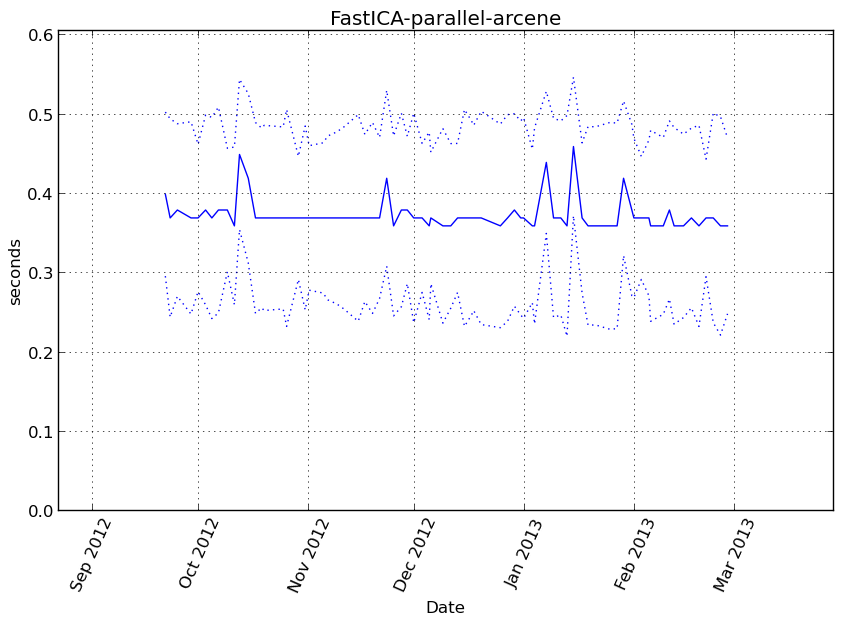 FastICA-parallel-arcene
0.6
0.5
0.4
0.3
0.2
0.1
0.0
seconds
Sep 2012
Oct 2012
Nov 2012
Dec 2012
Jan 2013
Feb 2013
Mar 2013
Date